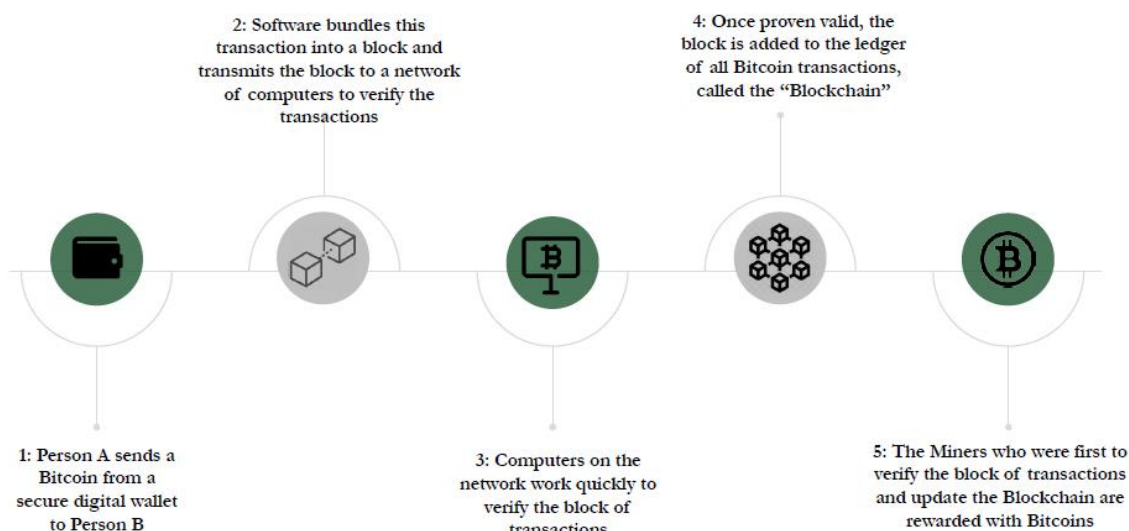 1: Person A sends a
Bitcoin from a
secure digital wallet
to Person B
2: Software bundles this
transaction into a block and
transmits the block to a network
of computers to verify the
transactions
3: Computers on the
network work quickly to
verify the block of
transactions
4: Once proven valid, the
block is added to the ledger
of all Bitcoin transactions,
called the “Blockchain”
5: The Miners who were first to
verify the block of transactions
and update the Blockchain are
rewarded with Bitcoins